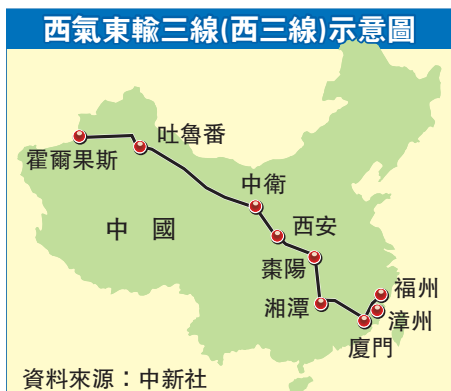 西氣東輸三線(西三線)示意圖
吐魯番
霍爾果斯
中衛
中國
西安
棗陽
福州
湘潭
漳州
廈門
資料來源：中新社